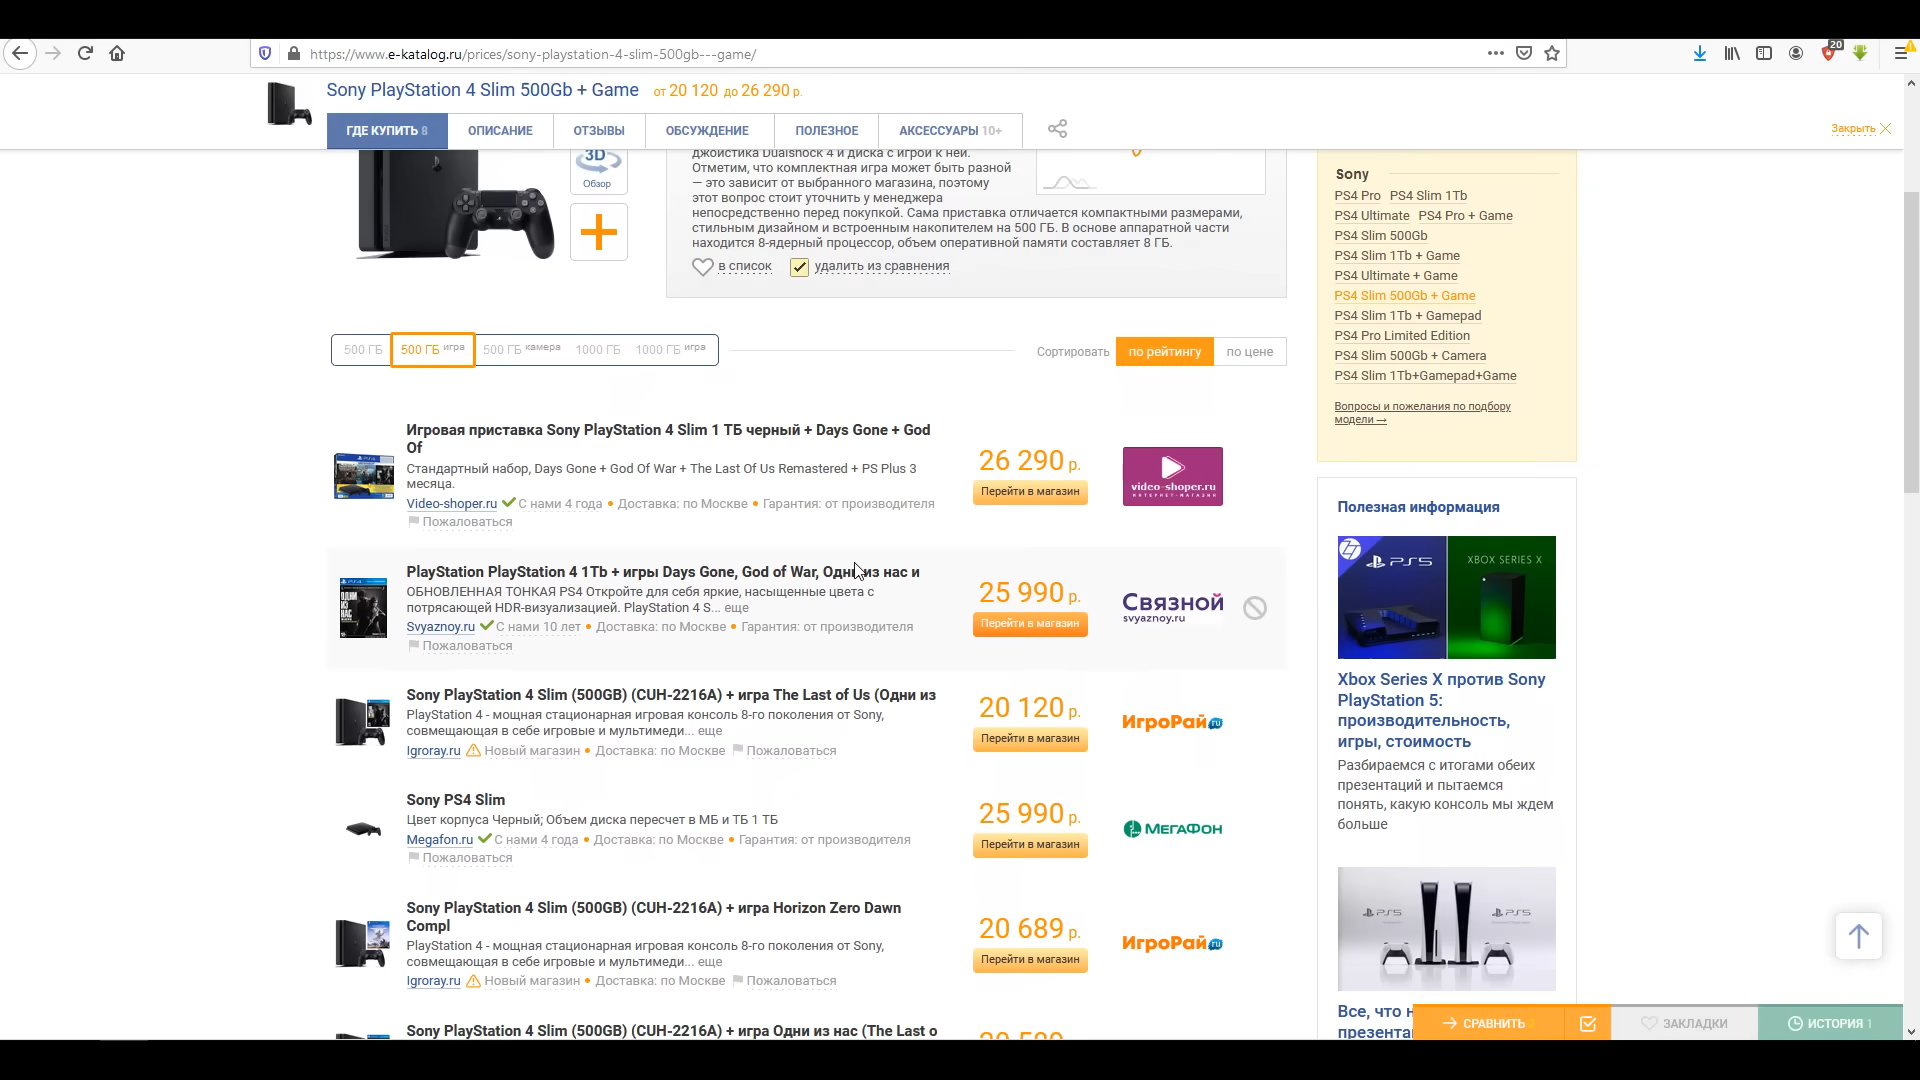 https://www.e-katalog.ru/prices/sony-playstation-4-slim-500gb---game/
20
Sony PlayStation 4 Slim 500Gb + Game от 20 120 до 26 290 р.
ГДЕ КУПИТЬ 8
ОПИСАНИЕ
ОТЗЫВЫ
ОБСУЖДЕНИЕ
ПОЛЕЗНОЕ
АКСЕССУАРЫ 10+
Закрыть
3D
Обзор
джойстика Dualshock 4 и диска с игрой к ней.
Отметим, что комплектная игра может быть разной
— это зависит от выбранного магазина, поэтому
этот вопрос стоит уточнить у менеджера
непосредственно перед покупкой. Сама приставка отличается компактными размерами,
стильным дизайном и встроенным накопителем на 500 ГБ. В основе аппаратной части
находится 8-ядерный процессор, объем оперативной памяти составляет 8 ГБ.
в список
удалить из сравнения
500 ГБ
500 ГБ игра
500 ГБ камера
1000 ГБ
1000 ГБ игра
Сортировать
по рейтингу
по цене
Игровая приставка Sony PlayStation 4 Slim 1 ТБ черный + Days Gone + God
Of
Стандартный набор, Days Gone + God Of War + The Last Of Us Remastered + PS Plus 3
месяца.
Video-shoper.ru С нами 4 года • Доставка: по Москве • Гарантия: от производителя
Пожаловаться
26 290 р.
Перейти в магазин
video-shoper.ru
ИНТЕРНЕТ-МАГАЗИН
PlayStation PlayStation 4 1Tb + игры Days Gone, God of War, Одни из нас и
ОБНОВЛЕННАЯ ТОНКАЯ PS4 Откройте для себя яркие, насыщенные цвета с
потрясающей HDR-визуализацией. PlayStation 4 S... еще
Svyaznoy.ru С нами 10 лет • Доставка: по Москве • Гарантия: от производителя
Пожаловаться
25 990 р.
Перейти в магазин
Связной
svyaznoy.ru
Sony PlayStation 4 Slim (500GB) (CUH-2216A) + игра The Last of Us (Одни из
PlayStation 4 - мощная стационарная игровая консоль 8-го поколения от Sony,
совмещающая в себе игровые и мультимеди... еще
Igroray.ru Новый магазин • Доставка: по Москве Пожаловаться
20 120 р.
Перейти в магазин
ИгроРай ru
Sony PS4 Slim
Цвет корпуса Черный; Объем диска пересчет в МБ и ТБ 1 ТБ
Megafon.ru С нами 4 года • Доставка: по Москве • Гарантия: от производителя
Пожаловаться
25 990 р.
Перейти в магазин
МЕГАФОН
Sony PlayStation 4 Slim (500GB) (CUH-2216A) + игра Horizon Zero Dawn
Compl
PlayStation 4 - мощная стационарная игровая консоль 8-го поколения от Sony,
совмещающая в себе игровые и мультимеди... еще
Igroray.ru Новый магазин • Доставка: по Москве Пожаловаться
20 689 р.
Перейти в магазин
ИгроРай ru
Sony PlayStation 4 Slim (500GB) (CUH-2216A) + игра Одни из нас (The Last o
Sony
PS4 Pro PS4 Slim 1Tb
PS4 Ultimate PS4 Pro + Game
PS4 Slim 500Gb
PS4 Slim 1Tb + Game
PS4 Ultimate + Game
PS4 Slim 500Gb + Game
PS4 Slim 1Tb + Gamepad
PS4 Pro Limited Edition
PS4 Slim 500Gb + Camera
PS4 Slim 1Tb+Gamepad+Game
Вопросы и пожелания по подбору
модели →
Полезная информация
PS5
XBOX SERIES X
Xbox Series X против Sony
PlayStation 5:
производительность,
игры, стоимость
Разбираемся с итогами обеих
презентаций и пытаемся
понять, какую консоль мы ждем
больше
PS5
PS5
Все, что
СРАВНИТЬ
ЗАКЛАДКИ
ИСТОРИЯ 1